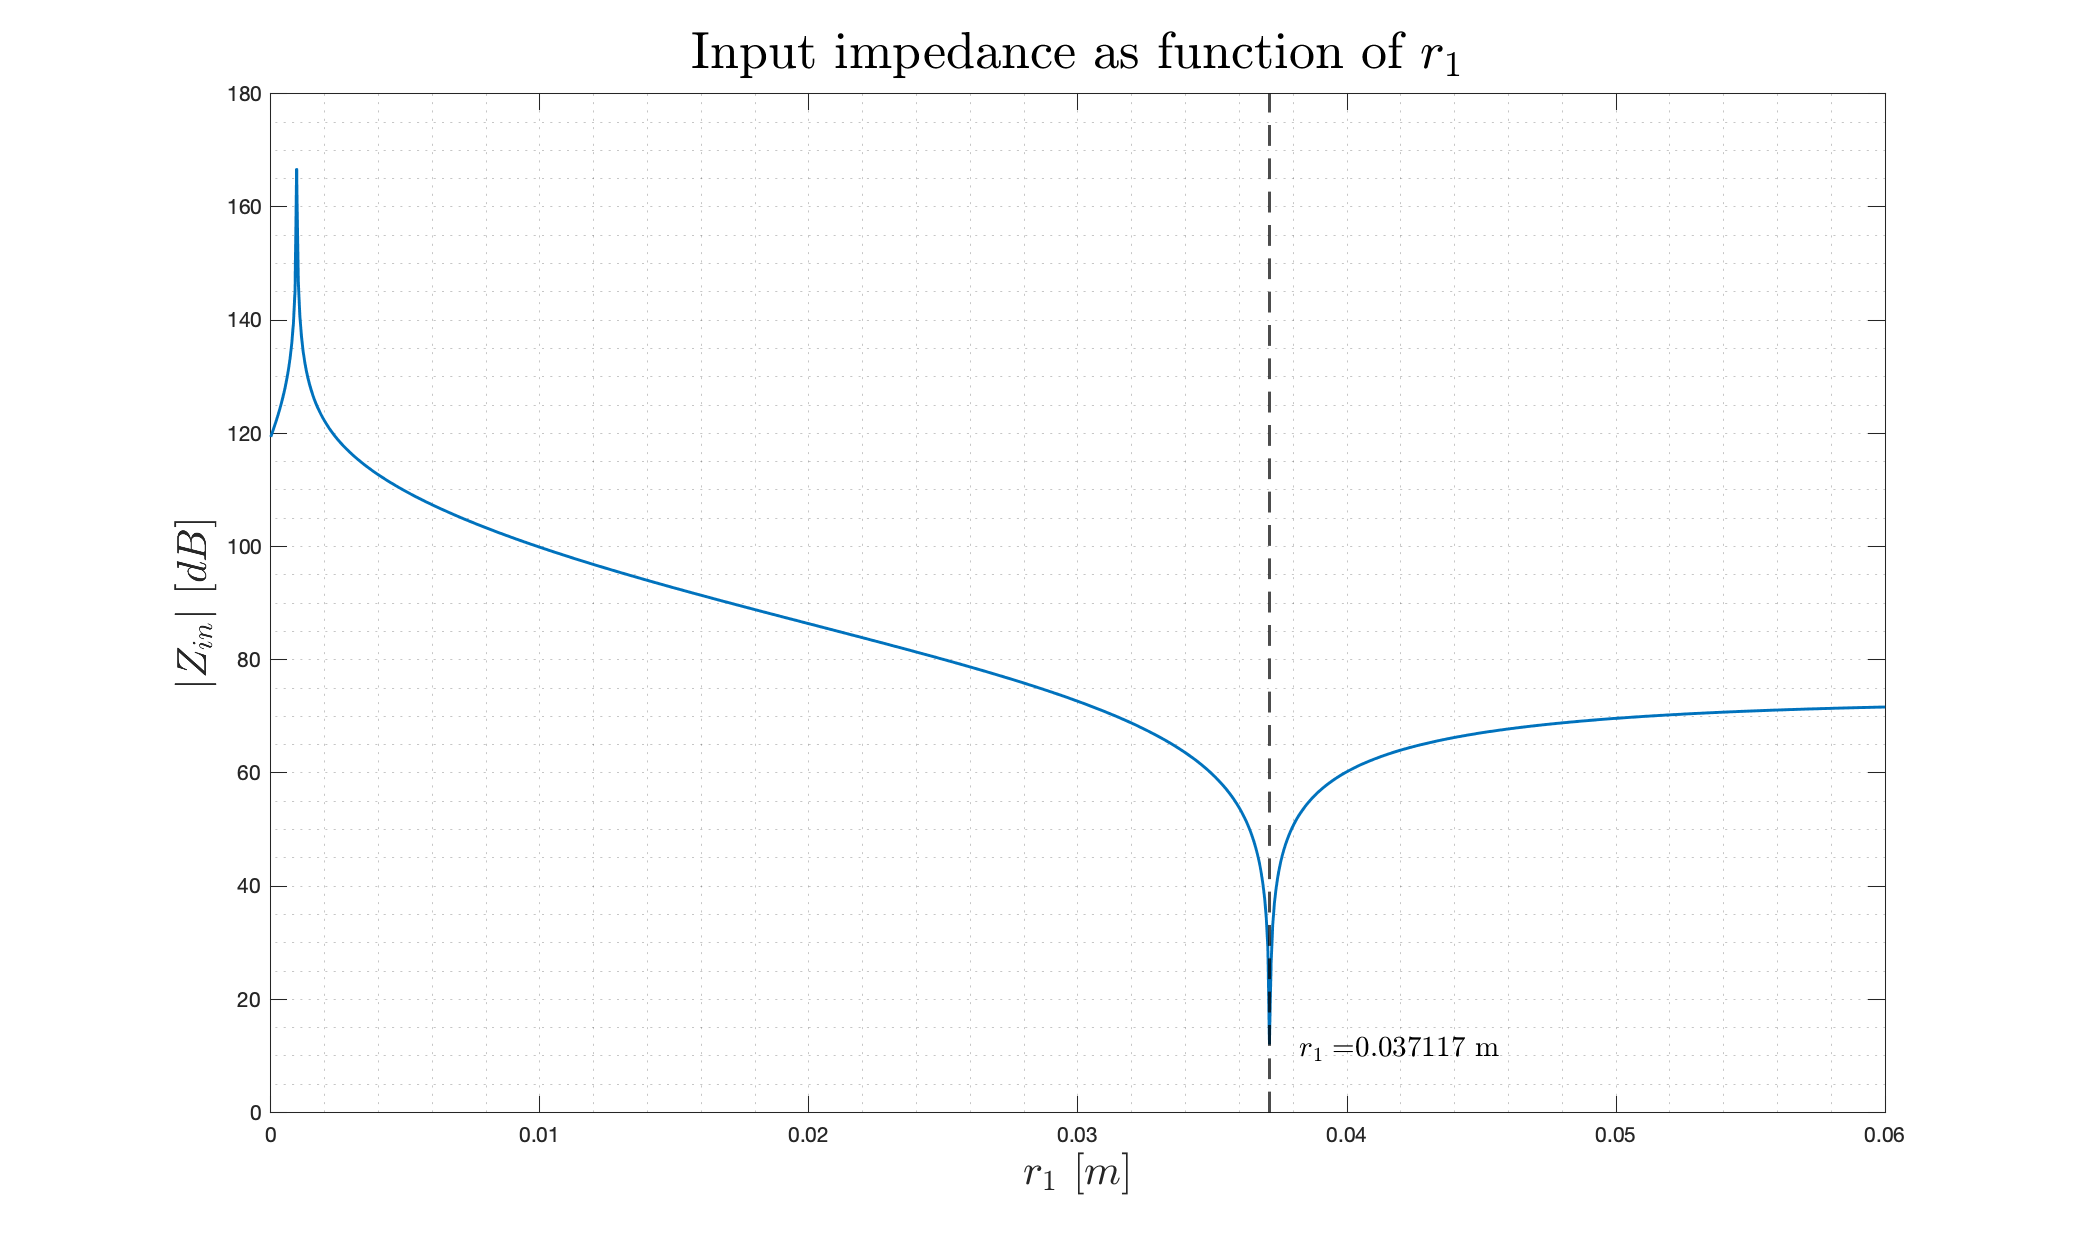 Input impedance as function of r₁
180
160
140
120
100
80
60
40
20
0
|Z_in| [dB]
r₁ =0.037117 m
0 0.01 0.02 0.03 0.04 0.05 0.06
r₁ [m]